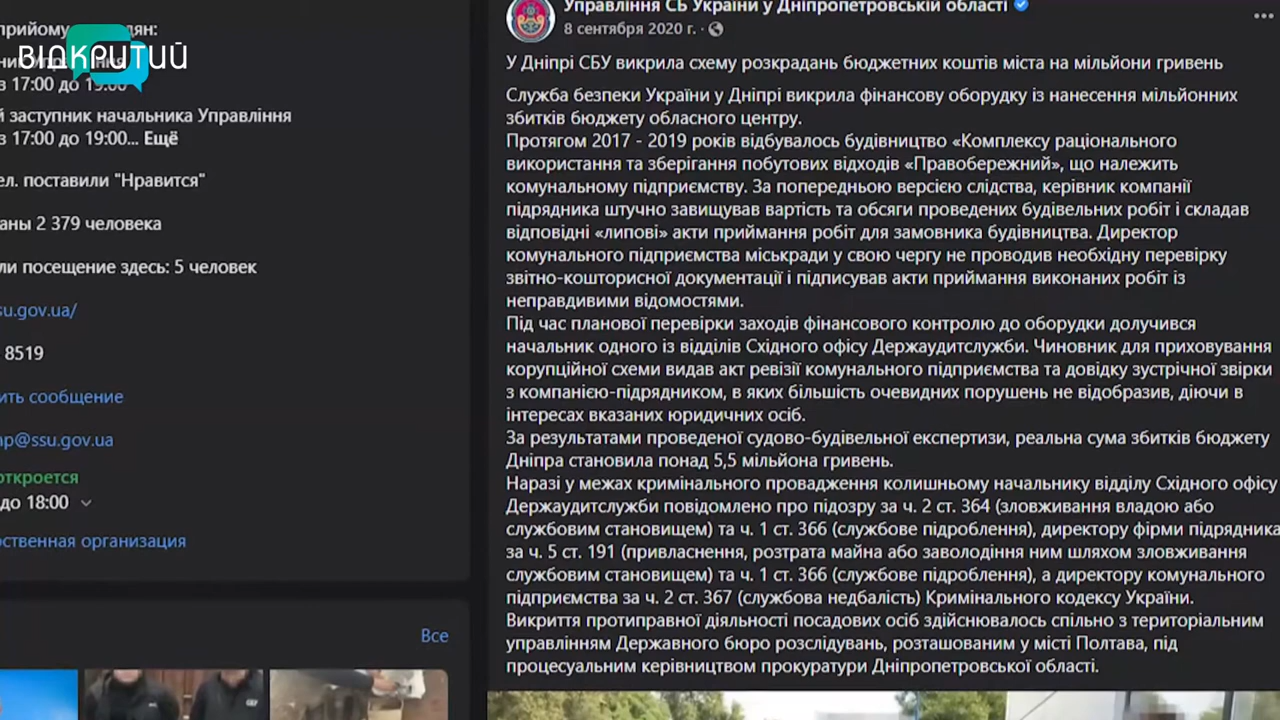 прийому
дян:
ВІДКРИТИЙ
з 17:00 до 19:00
й заступник начальника Управління
з 17:00 до 19:00... Ещё
ел. поставили "Нравится"
аны 2 379 человека
ли посещение здесь: 5 человек
su.gov.ua/
8519
ить сообщение
np@ssu.gov.ua
откроется
до 18:00
рственная организация
Все
Управління СБ України у Дніпропетровській області
8 сентября 2020 г.
У Дніпрі СБУ викрила схему розкрадань бюджетних коштів міста на мільйони гривень
Служба безпеки України у Дніпрі викрила фінансову оборудку із нанесення мільйонних
збитків бюджету обласного центру.
Протягом 2017 - 2019 років відбувалось будівництво «Комплексу раціонального
використання та зберігання побутових відходів «Правобережний», що належить
комунальному підприємству. За попередньою версією слідства, керівник компанії
підрядника штучно завищував вартість та обсяги проведених будівельних робіт і складав
відповідні «липові» акти приймання робіт для замовника будівництва. Директор
комунального підприємства міськради у свою чергу не проводив необхідну перевірку
звітно-кошторисної документації і підписував акти приймання виконаних робіт із
неправдивими відомостями.
Під час планової перевірки заходів фінансового контролю до оборудки долучився
начальник одного із відділів Східного офісу Держаудитслужби. Чиновник для приховування
корупційної схеми видав акт ревізії комунального підприємства та довідку зустрічної звірки
з компанією-підрядником, в яких більшість очевидних порушень не відобразив, діючи в
інтересах вказаних юридичних осіб.
За результатами проведеної судово-будівельної експертизи, реальна сума збитків бюджету
Дніпра становила понад 5,5 мільйона гривень.
Наразі у межах кримінального провадження колишньому начальнику відділу Східного офісу
Держаудитслужби повідомлено про підозру за ч. 2 ст. 364 (зловживання владою або
службовим становищем) та ч. 1 ст. 366 (службове підроблення), директору фірми підрядника
за ч. 5 ст. 191 (привласнення, розтрата майна або заволодіння ним шляхом зловживання
службовим становищем) та ч. 1 ст. 366 (службове підроблення), а директору комунального
підприємства за ч. 2 ст. 367 (службова недбалість) Кримінального кодексу України.
Викриття протиправної діяльності посадових осіб здійснювалось спільно з територіальним
управлінням Державного бюро розслідувань, розташованим у місті Полтава, під
процесуальним керівництвом прокуратури Дніпропетровської області.